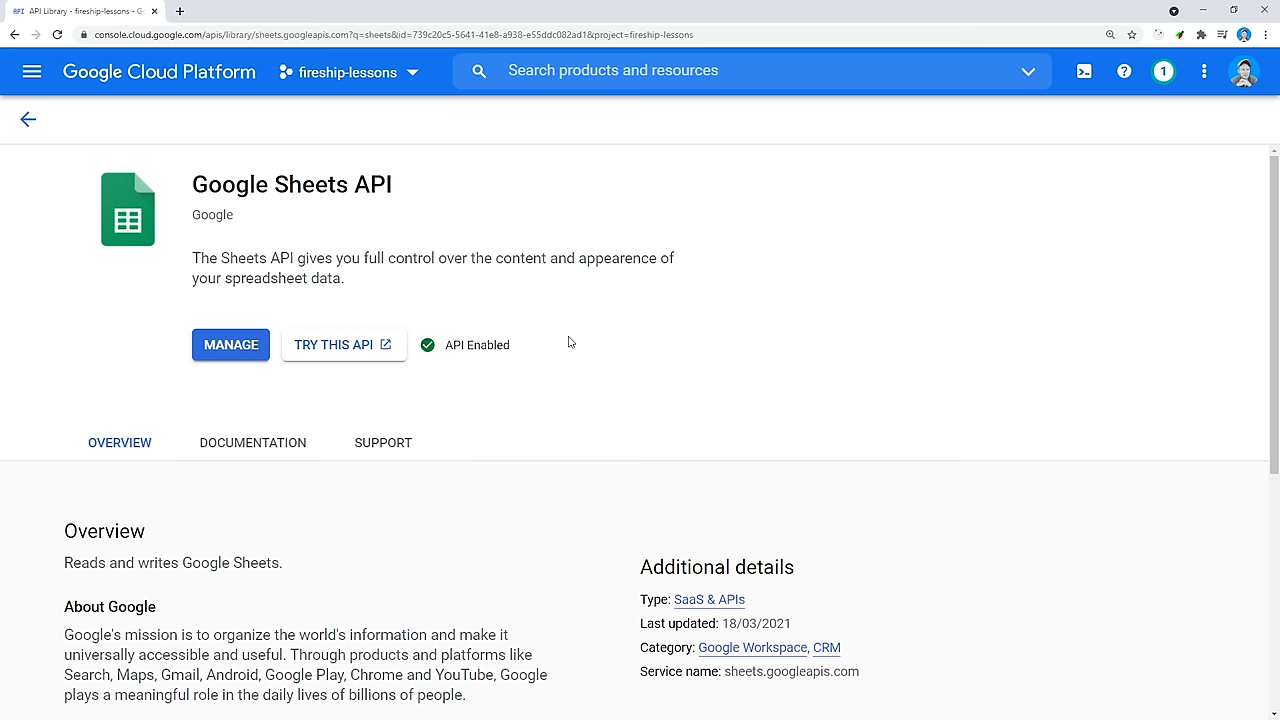 API API Library - fireship-lessons - G
console.cloud.google.com/apis/library/sheets.googleapis.com?q=sheets&id=739c20c5-5641-41e8-a938-e55ddc082ad1&project=fireship-lessons
Google Cloud Platform
fireship-lessons
Search products and resources
1
Google Sheets API
Google
The Sheets API gives you full control over the content and appearence of
your spreadsheet data.
MANAGE
TRY THIS API
API Enabled
OVERVIEW
DOCUMENTATION
SUPPORT
Overview
Reads and writes Google Sheets.
About Google
Google's mission is to organize the world's information and make it
universally accessible and useful. Through products and platforms like
Search, Maps, Gmail, Android, Google Play, Chrome and YouTube, Google
plays a meaningful role in the daily lives of billions of people.
Additional details
Type: SaaS & APIs
Last updated: 18/03/2021
Category: Google Workspace, CRM
Service name: sheets.googleapis.com